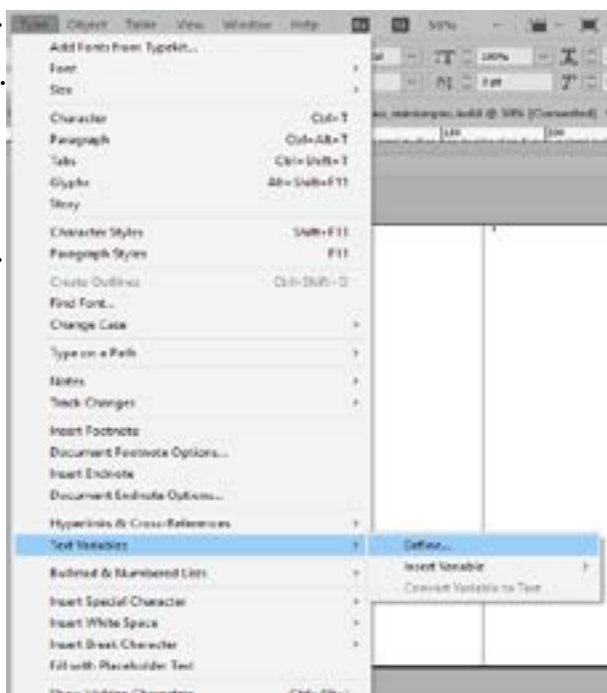 Type Object Table View Window Help 50%
Add Fonts from Typekit...
Font
Size
100%
0 pt
Character Ctrl+T
Paragraph Ctrl+Alt+T
Tabs Ctrl+Shift+T
Glyphs Alt+Shift+F11
Story
Character Styles Shift+F11
Paragraph Styles F11
Create Outlines Ctrl+Shift+O
Find Font...
Change Case
Type on a Path
Notes
Track Changes
Insert Footnote
Document Footnote Options...
Insert Endnote
Document Endnote Options...
Hyperlinks & Cross-References
Text Variables
Define...
Bulleted & Numbered Lists
Insert Variable
Convert Variable to Text
Insert Special Character
Insert White Space
Insert Break Character
Fill with Placeholder Text